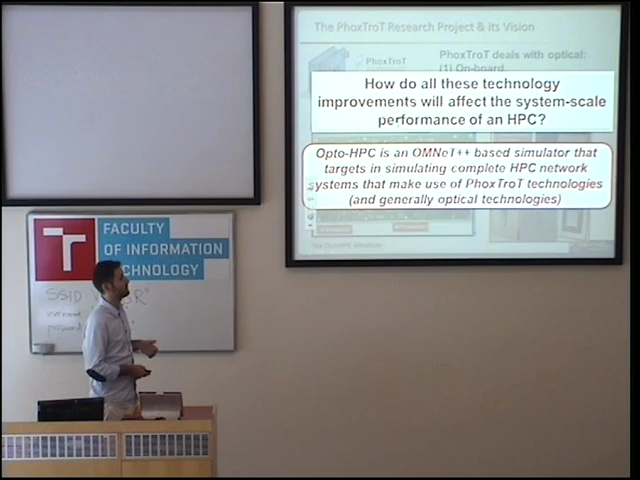 The PhoxTroT Research Project & its Vision
PhoxTroT
PhoxTroT deals with optical:
(1) On-board
How do all these technology
improvements will affect the system-scale
performance of an HPC?
Opto-HPC is an OMNeT++ based simulator that
targets in simulating complete HPC network
systems that make use of PhoxTroT technologies
(and generally optical technologies)
FACULTY
OF INFORMATION
TECHNOLOGY
SSID